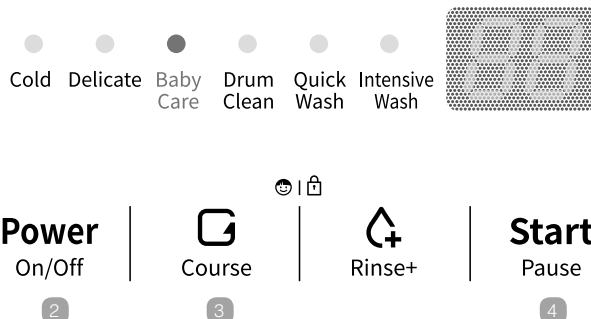 Cold Delicate Baby Care Drum Clean Quick Wash Intensive Wash
88
Power Start
On/Off Course Rinse+ Pause
2 3 4